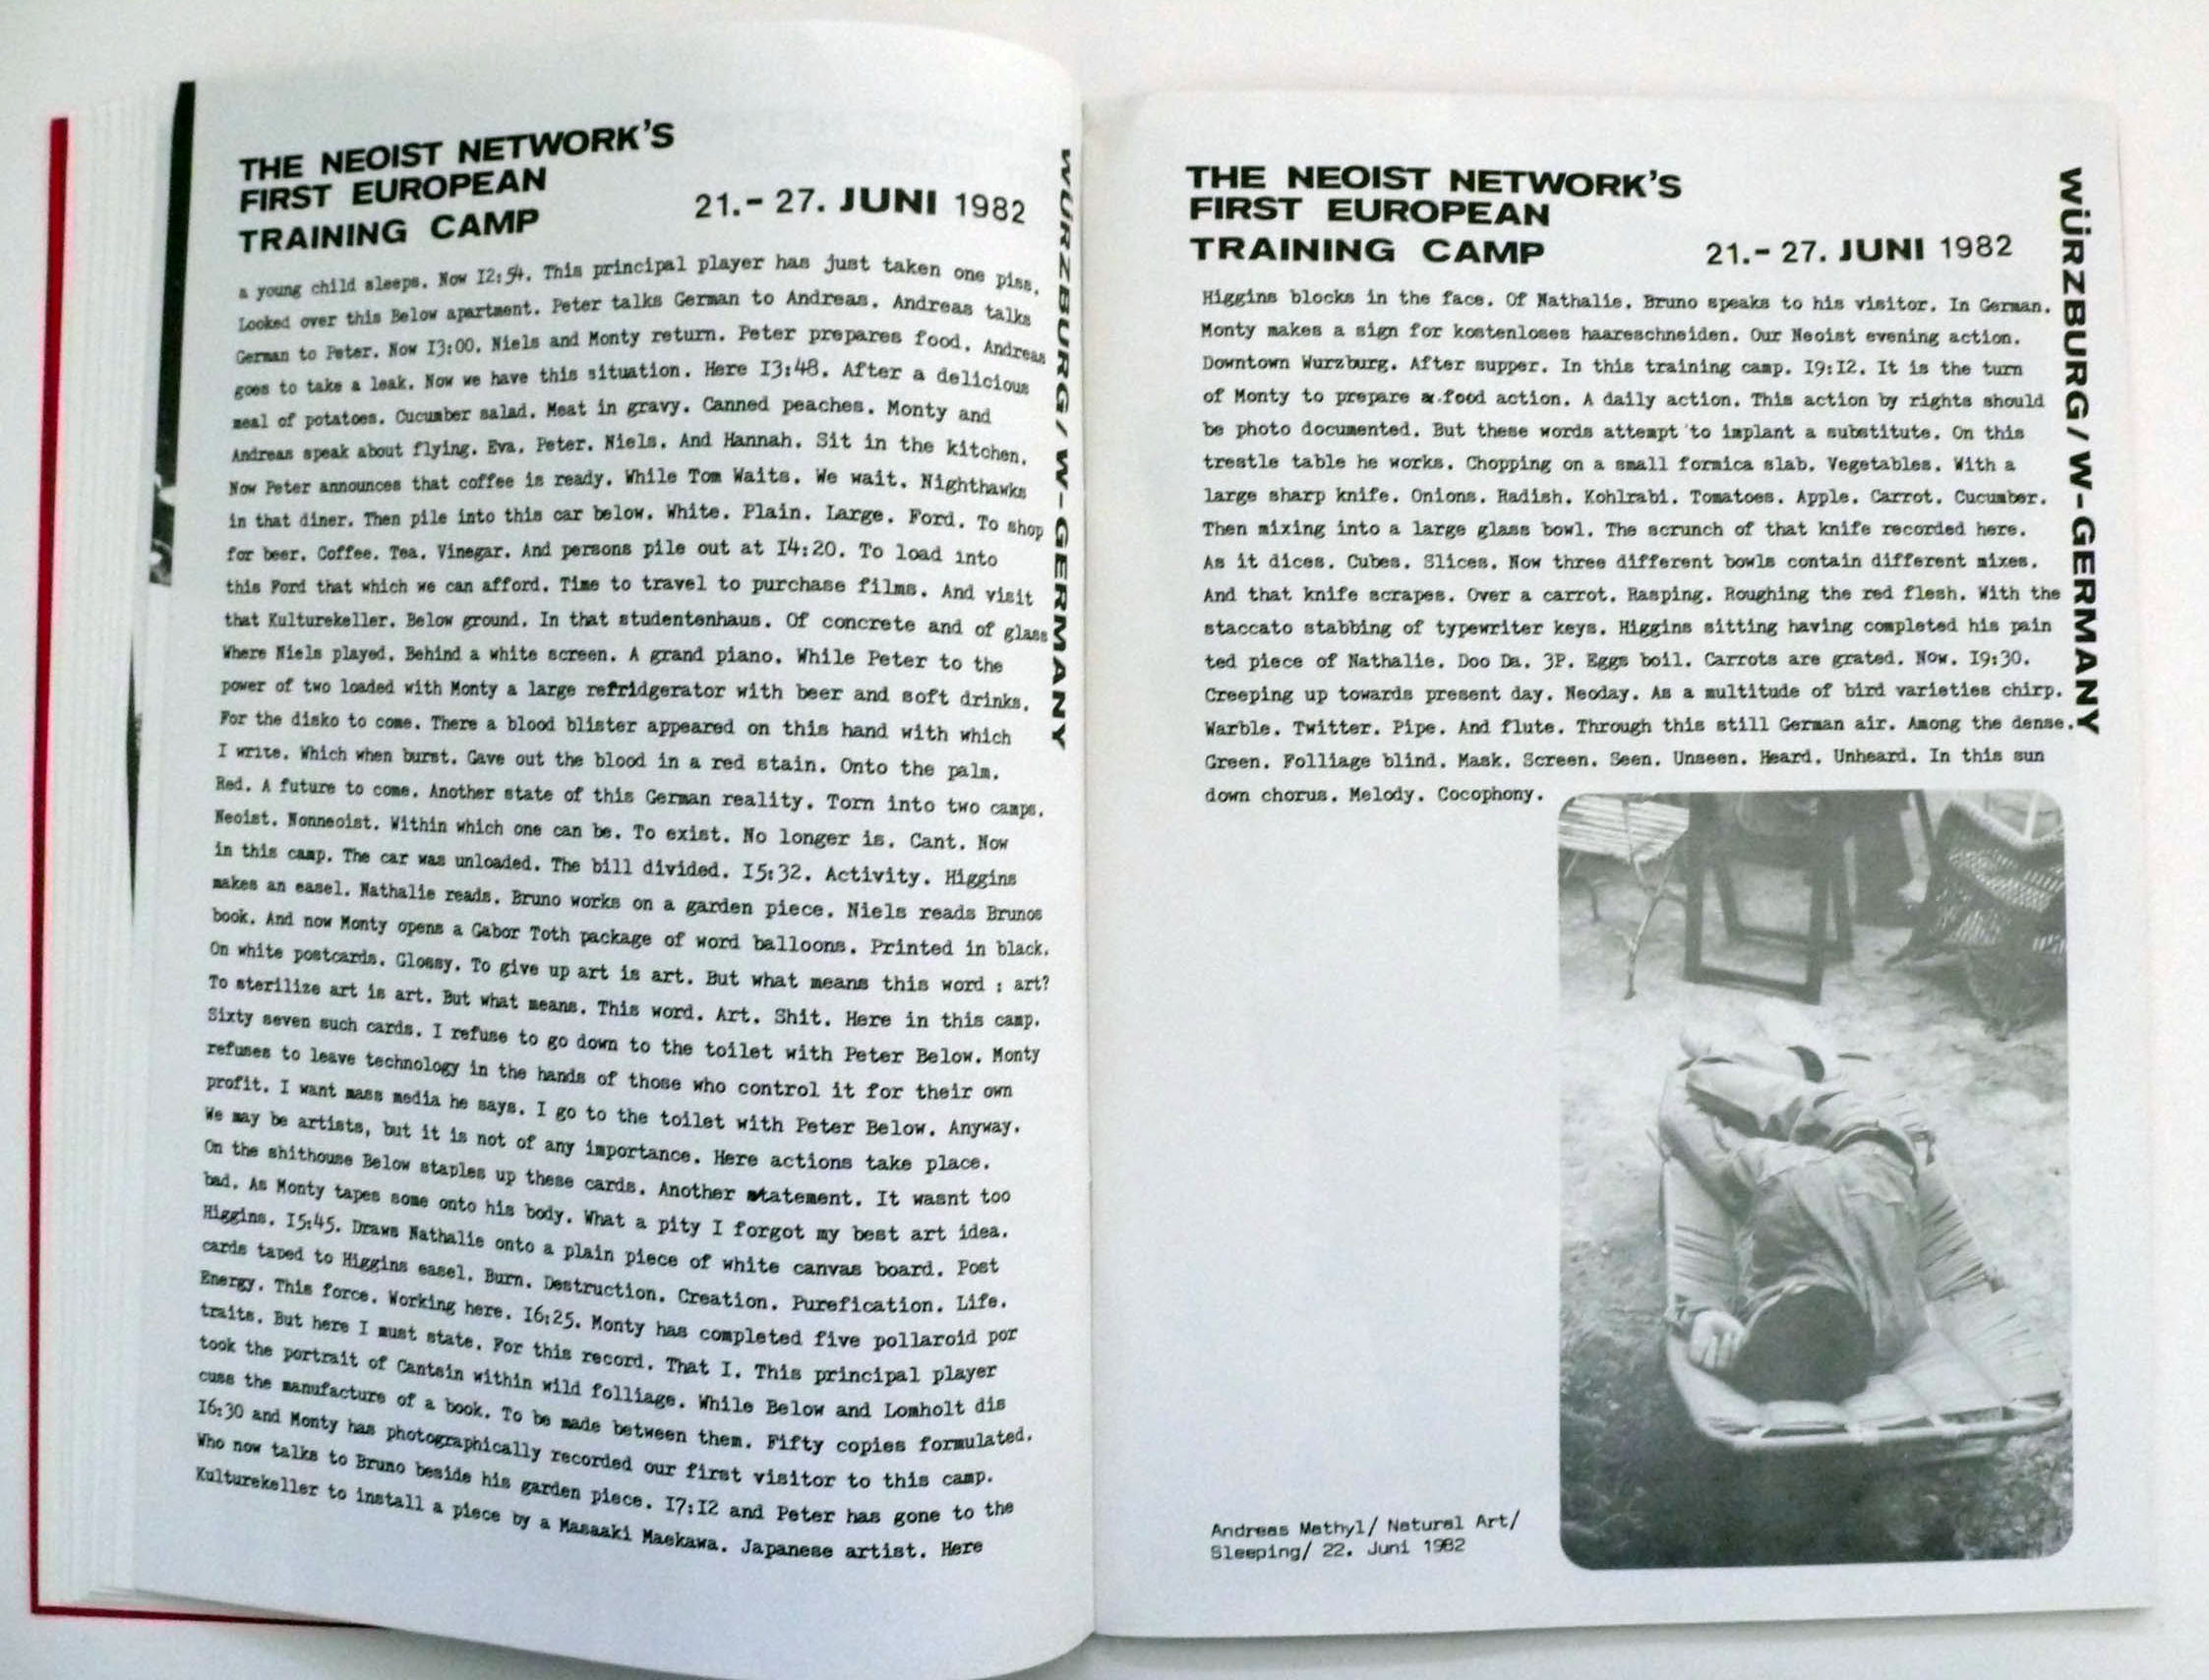 THE NEOIST NETWORK'S
FIRST EUROPEAN
TRAINING CAMP
21.- 27. JUNI 1982
WÜRZBURG/W-GERMANY
a young child sleeps. Now I2:54. This principal player has just taken one piss.
Looked over this Below apartment. Peter talks German to Andreas. Andreas talks
German to Peter. Now I3:00. Niels and Monty return. Peter prepares food. Andreas
goes to take a leak. Now we have this situation. Here I3:48. After a delicious
meal of potatoes. Cucumber salad. Meat in gravy. Canned peaches. Monty and
Andreas speak about flying. Eva. Peter. Niels. And Hannah. Sit in the kitchen.
Now Peter announces that coffee is ready. While Tom Waits. We wait. Nighthawks
in that diner. Then pile into this car below. White. Plain. Large. Ford. To shop
for beer. Coffee. Tea. Vinegar. And persons pile out at I4:20. To load into
this Ford that which we can afford. Time to travel to purchase films. And visit
that Kulturekeller. Below ground. In that studentenhaus. Of concrete and of glass
Where Niels played. Behind a white screen. A grand piano. While Peter to the
power of two loaded with Monty a large refridgerator with beer and soft drinks.
For the disko to come. There a blood blister appeared on this hand with which
I write. Which when burst. Gave out the blood in a red stain. Onto the palm.
Red. A future to come. Another state of this German reality. Torn into two camps.
Neoist. Nonneoist. Within which one can be. To exist. No longer is. Cant. Now
in this camp. The car was unloaded. The bill divided. I5:32. Activity. Higgins
makes an easel. Nathalie reads. Bruno works on a garden piece. Niels reads Brunos
book. And now Monty opens a Gabor Toth package of word balloons. Printed in black.
On white postcards. Glossy. To give up art is art. But what means this word : art?
To sterilize art is art. But what means. This word. Art. Shit. Here in this camp.
Sixty seven such cards. I refuse to go down to the toilet with Peter Below. Monty
refuses to leave technology in the hands of those who control it for their own
profit. I want mass media he says. I go to the toilet with Peter Below. Anyway.
We may be artists, but it is not of any importance. Here actions take place.
On the shithouse Below staples up these cards. Another statement. It wasnt too
bad. As Monty tapes some onto his body. What a pity I forgot my best art idea.
Higgins. I5:45. Draws Nathalie onto a plain piece of white canvas board. Post
cards taped to Higgins easel. Burn. Destruction. Creation. Purefication. Life.
Energy. This force. Working here. I6:25. Monty has completed five pollaroid por
traits. But here I must state. For this record. That I. This principal player
took the portrait of Cantsin within wild folliage. While Below and Lomholt dis
cuss the manufacture of a book. To be made between them. Fifty copies formulated.
I6:30 and Monty has photographically recorded our first visitor to this camp.
Who now talks to Bruno beside his garden piece. I7:I2 and Peter has gone to the
Kulturekeller to install a piece by a Masaaki Maekawa. Japanese artist. Here
THE NEOIST NETWORK'S
FIRST EUROPEAN
TRAINING CAMP
21.- 27. JUNI 1982
WÜRZBURG/W-GERMANY
Higgins blocks in the face. Of Nathalie. Bruno speaks to his visitor. In German.
Monty makes a sign for kostenloses haareschneiden. Our Neoist evening action.
Downtown Wurzburg. After supper. In this training camp. I9:I2. It is the turn
of Monty to prepare a food action. A daily action. This action by rights should
be photo documented. But these words attempt to implant a substitute. On this
trestle table he works. Chopping on a small formica slab. Vegetables. With a
large sharp knife. Onions. Radish. Kohlrabi. Tomatoes. Apple. Carrot. Cucumber.
Then mixing into a large glass bowl. The scrunch of that knife recorded here.
As it dices. Cubes. Slices. Now three different bowls contain different mixes.
And that knife scrapes. Over a carrot. Rasping. Roughing the red flesh. With the
staccato stabbing of typewriter keys. Higgins sitting having completed his pain
ted piece of Nathalie. Doo Da. 3P. Eggs boil. Carrots are grated. Now. I9:30.
Creeping up towards present day. Neoday. As a multitude of bird varieties chirp.
Warble. Twitter. Pipe. And flute. Through this still German air. Among the dense.
Green. Folliage blind. Mask. Screen. Seen. Unseen. Heard. Unheard. In this sun
down chorus. Melody. Cocophony.
Andreas Mathyl/ Natural Art/
Sleeping/ 22. Juni 1982